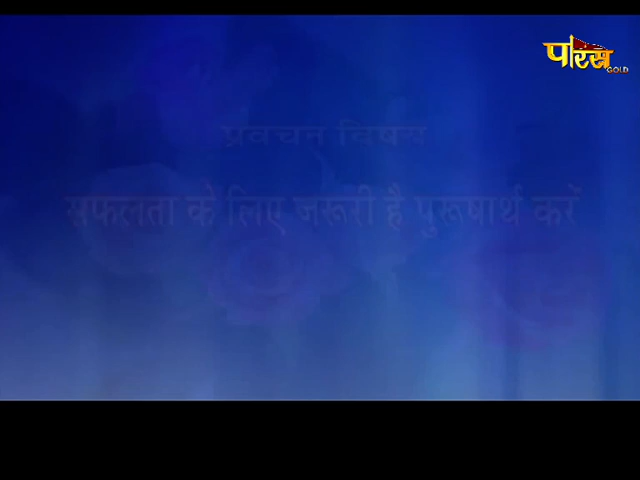 पारस
GOLD
प्रवचन विषय
सफलता के लिए जरूरी है पुरूषार्थ करें